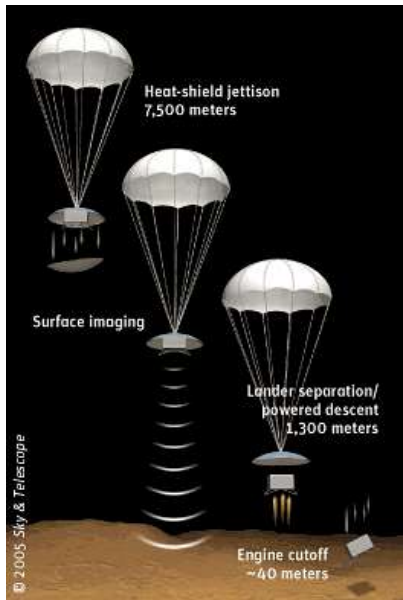 Heat-shield jettison
7,500 meters
Surface imaging
Lander separation/
powered descent
1,300 meters
Engine cutoff
~40 meters
© 2005 Sky & Telescope